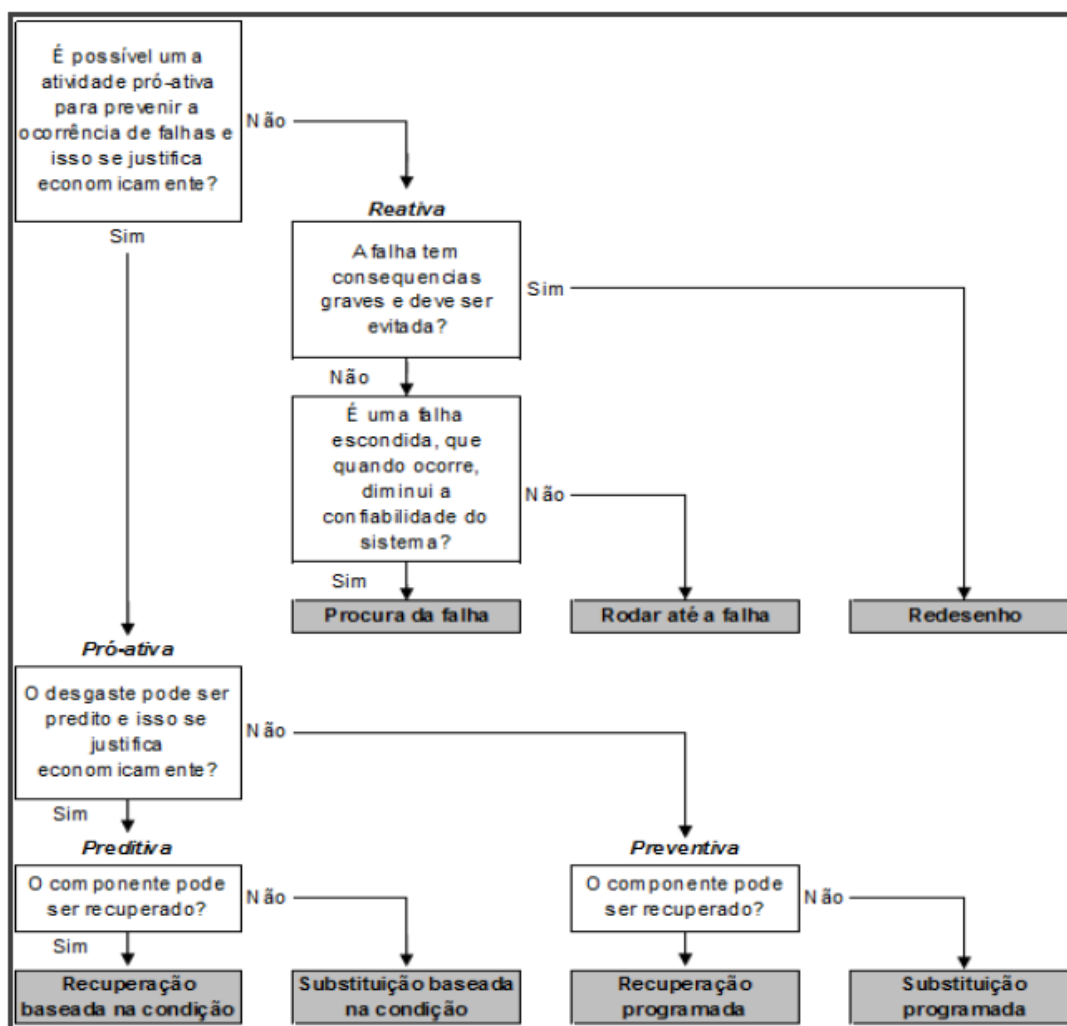 É possível uma
atividade pró-ativa
para prevenir a
ocorrência de falhas e
isso se justifica
economicamente?
Não
Sim
Reativa
A falha tem
consequencias
graves e deve ser
evitada?
Sim
Não
É uma falha
escondida, que
quando ocorre,
diminui a
confiabilidade do
sistema?
Não
Sim
Procura da falha
Rodar até a falha
Redesenho
Pró-ativa
O desgaste pode ser
predito e isso se
justifica
economicamente?
Não
Sim
Preditiva
O componente pode
ser recuperado?
Não
Sim
Preventiva
O componente pode
ser recuperado?
Não
Recuperação
baseada na condição
Substituição baseada
na condição
Recuperação
programada
Substituição
programada